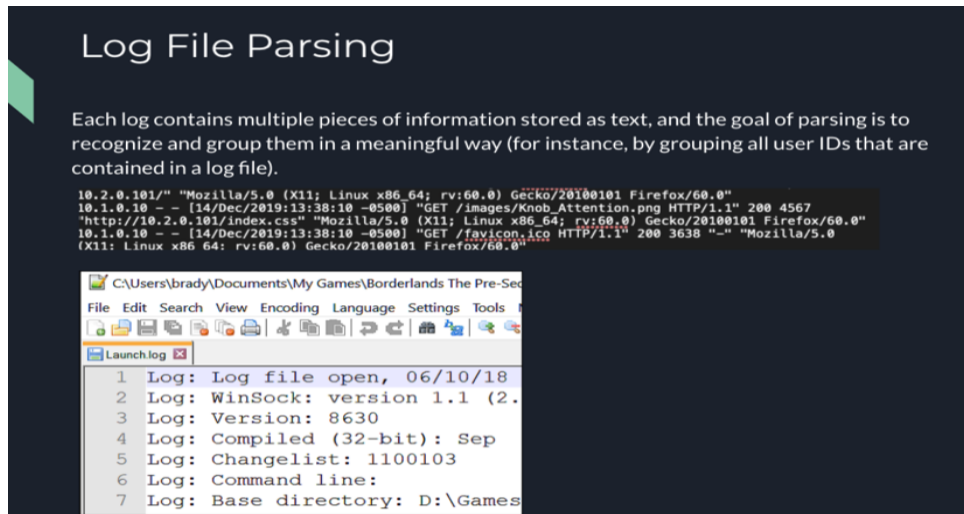 Log File Parsing
Each log contains multiple pieces of information stored as text, and the goal of parsing is to
recognize and group them in a meaningful way (for instance, by grouping all user IDs that are
contained in a log file).
10.2.0.101/" "Mozilla/5.0 (X11; Linux x86_64; rv:60.0) Gecko/20100101 Firefox/60.0"
10.1.0.10 - - [14/Dec/2019:13:38:10 -0500] "GET /images/Knob_Attention.png HTTP/1.1" 200 4567
"http://10.2.0.101/index.css" "Mozilla/5.0 (X11; Linux x86_64; rv:60.0) Gecko/20100101 Firefox/60.0"
10.1.0.10 - - [14/Dec/2019:13:38:10 -0500] "GET /favicon.ico HTTP/1.1" 200 3638 "-" "Mozilla/5.0
(X11; Linux x86 64; rv:60.0) Gecko/20100101 Firefox/60.0"
C:\Users\brady\Documents\My Games\Borderlands The Pre-Sec
File Edit Search View Encoding Language Settings Tools
Launch.log
1 Log: Log file open, 06/10/18
2 Log: WinSock: version 1.1 (2.
3 Log: Version: 8630
4 Log: Compiled (32-bit): Sep
5 Log: Changelist: 1100103
6 Log: Command line:
7 Log: Base directory: D:\Games